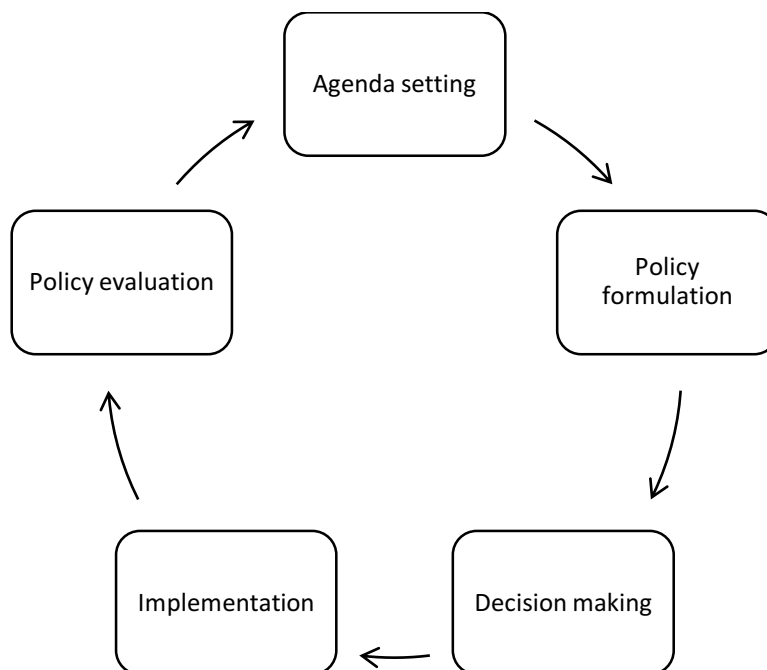 Agenda setting
Policy
formulation
Decision making
Implementation
Policy evaluation